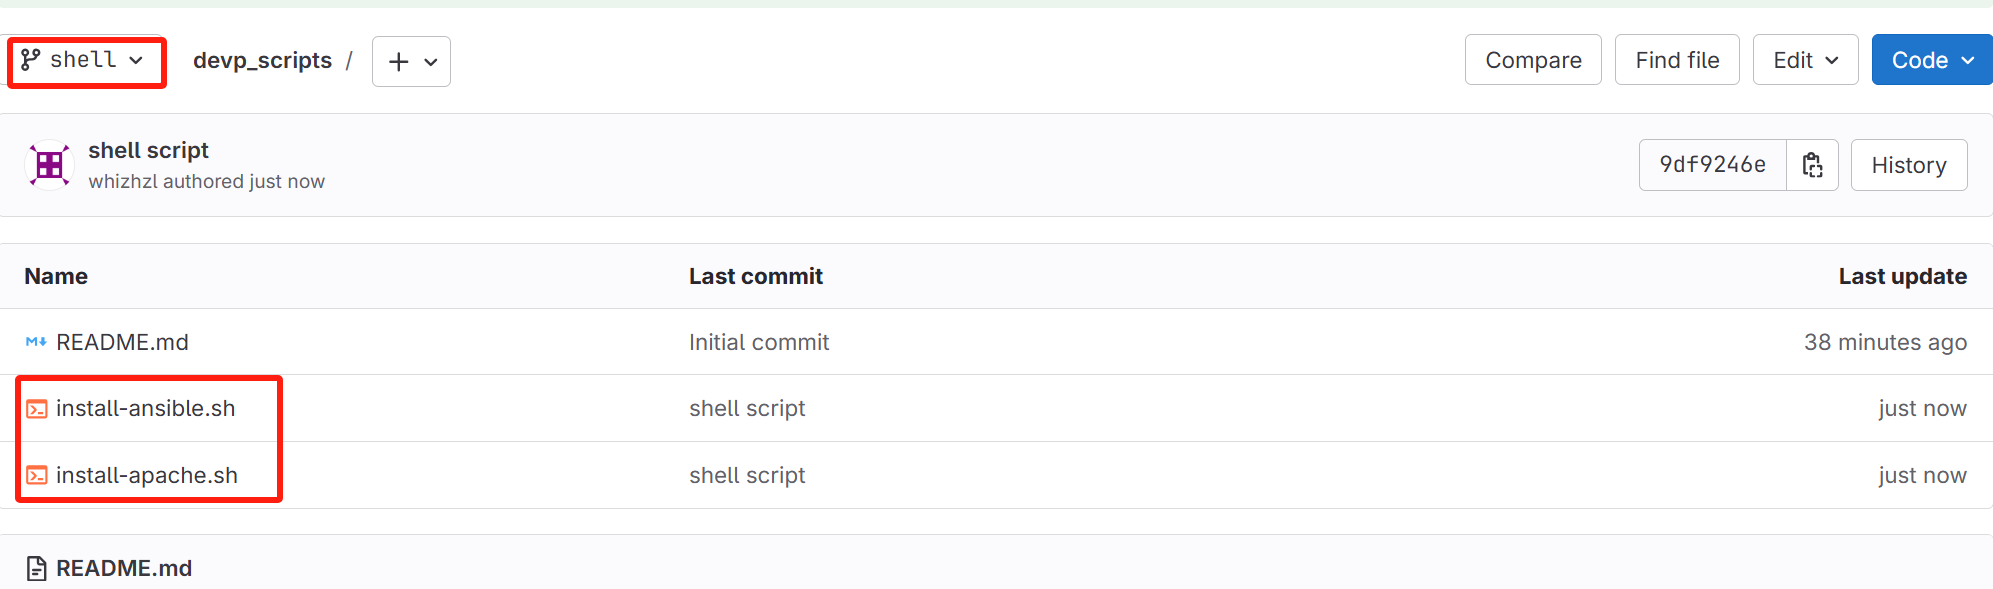 shell devp_scripts / + Compare Find file Edit Code
shell script
whizhzl authored just now
9df9246e History
Name Last commit Last update
README.md Initial commit 38 minutes ago
install-ansible.sh shell script just now
install-apache.sh shell script just now
README.md